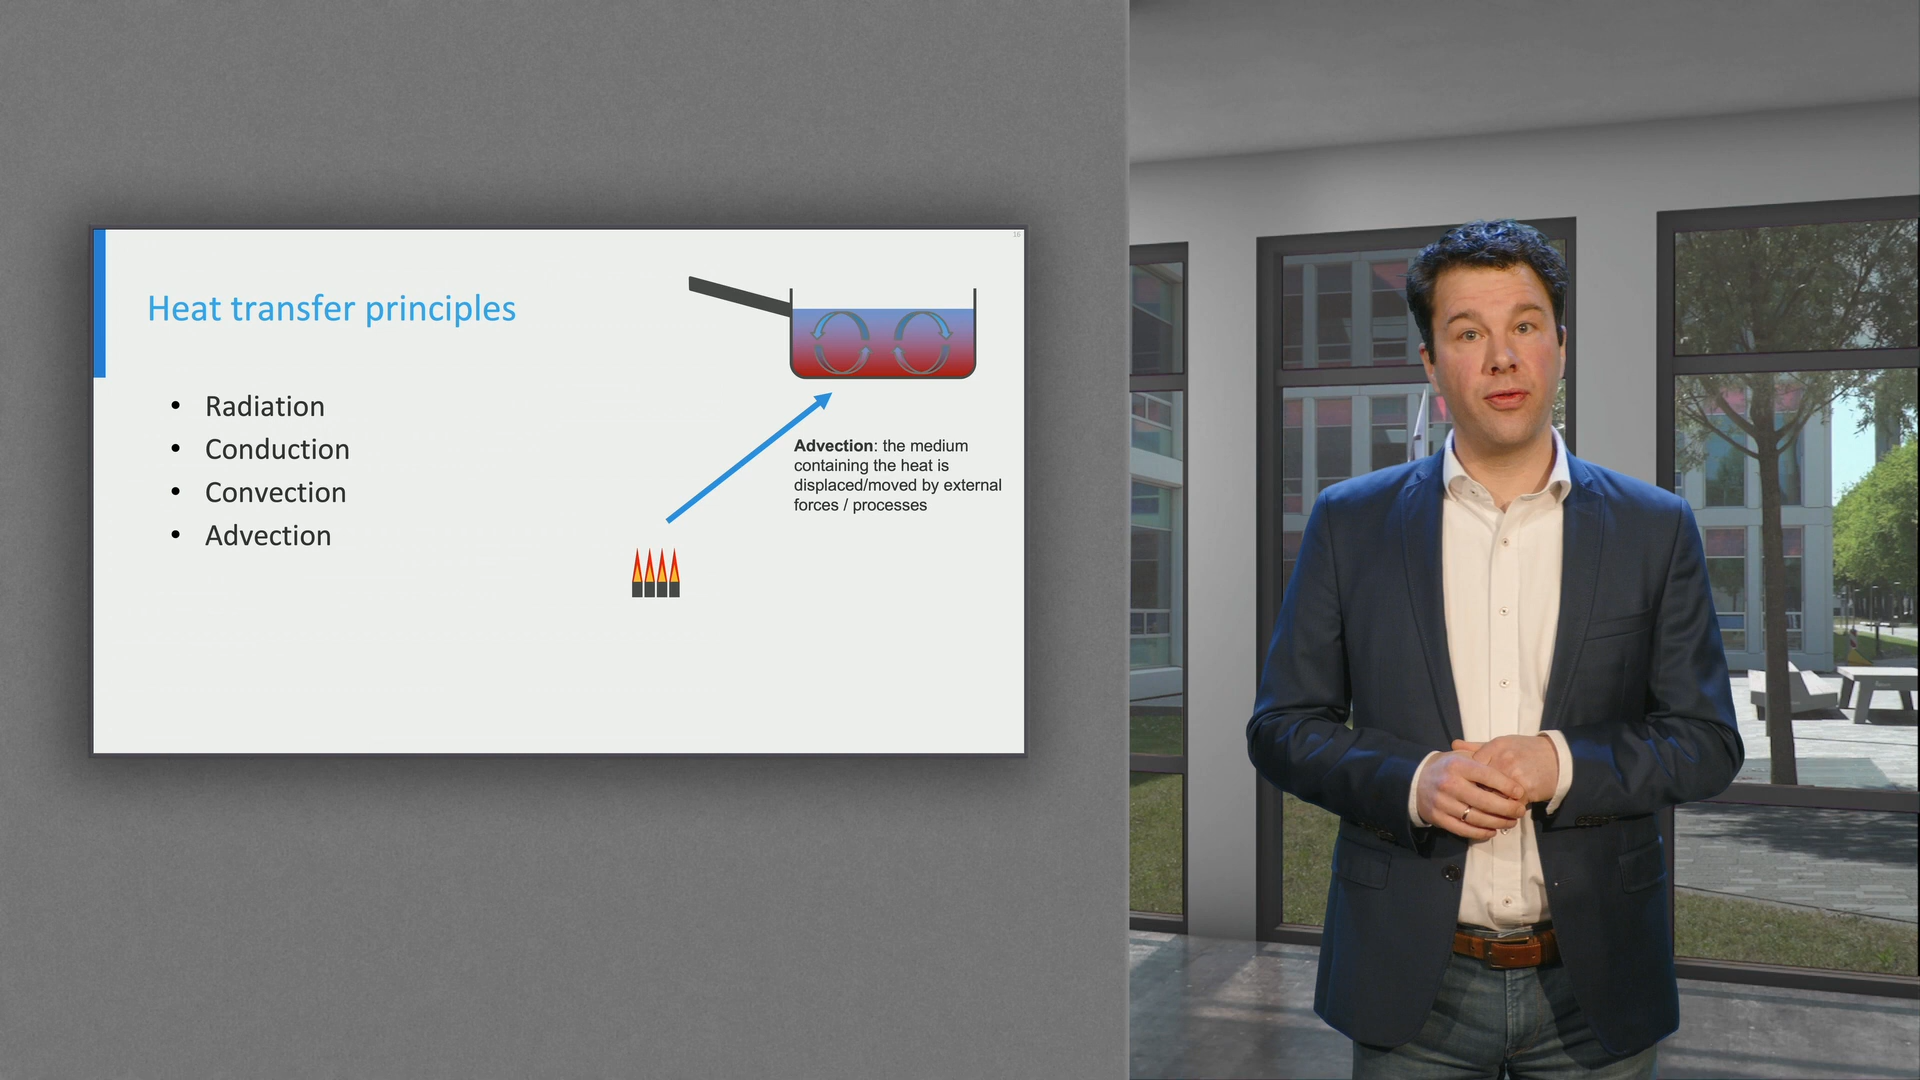 16
Heat transfer principles
• Radiation
• Conduction
• Convection
• Advection
Advection: the medium
containing the heat is
displaced/moved by external
forces / processes